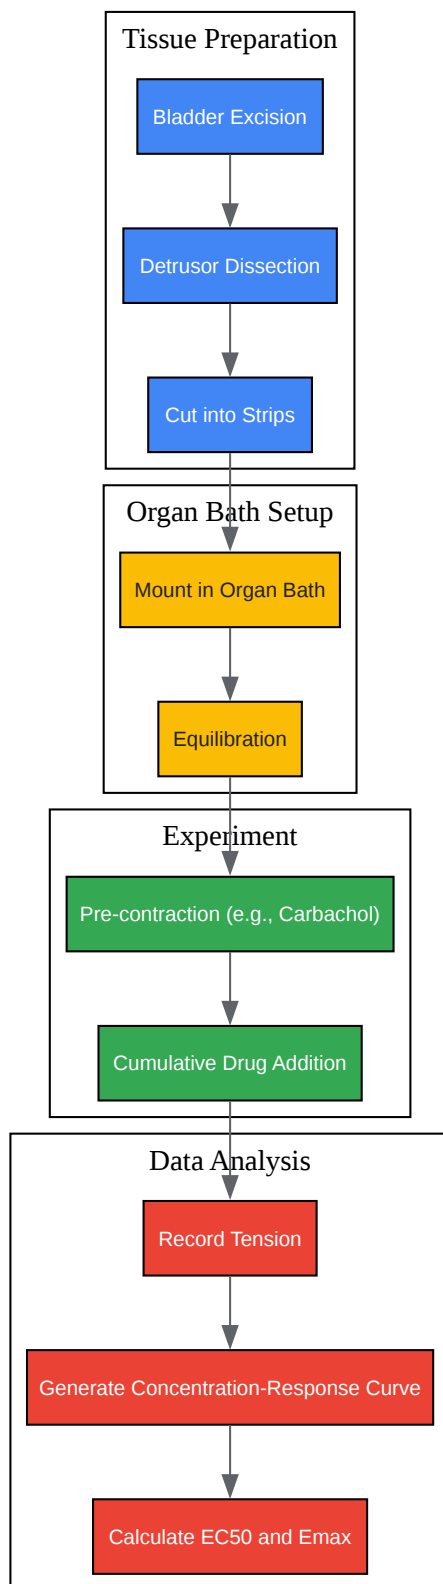 Tissue Preparation
Bladder Excision
Detrusor Dissection
Cut into Strips
Organ Bath Setup
Mount in Organ Bath
Equilibration
Experiment
Pre-contraction (e.g., Carbachol)
Cumulative Drug Addition
Data Analysis
Record Tension
Generate Concentration-Response Curve
Calculate EC50 and Emax